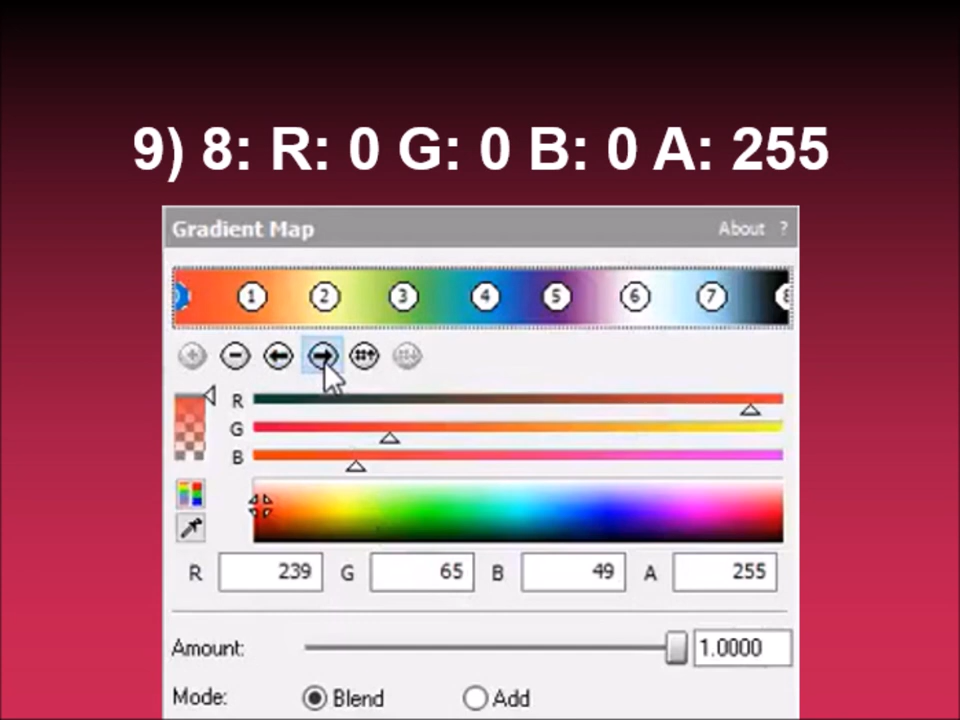 9) 8: R: 0 G: 0 B: 0 A: 255
Gradient Map About ?
1 2 3 4 5 6 7 8
R
G
B
R 239 G 65 B 49 A 255
Amount: 1.0000
Mode: Blend Add